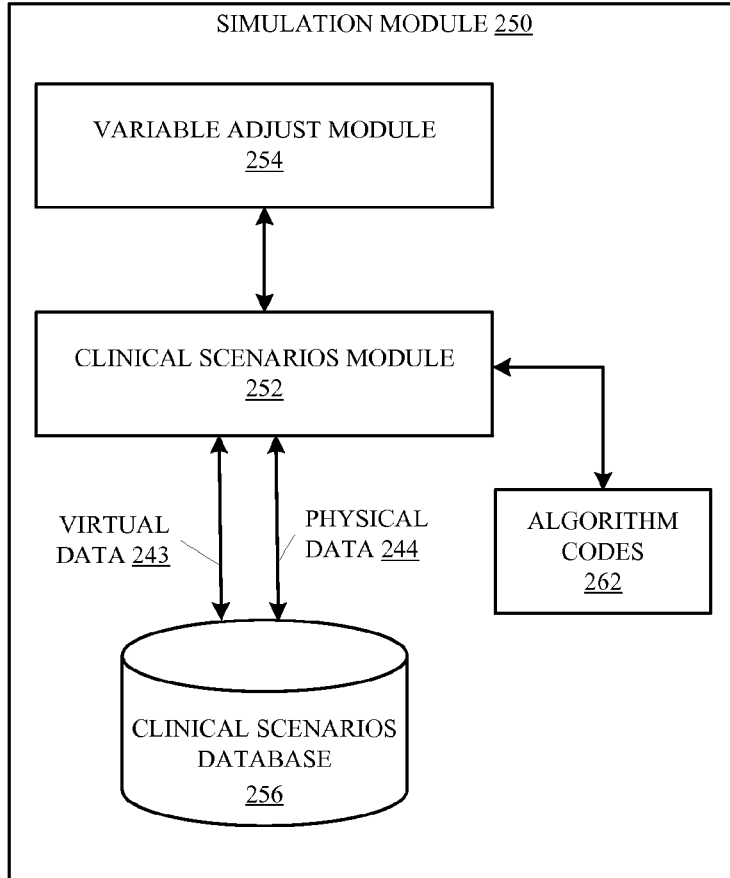 SIMULATION MODULE 250
VARIABLE ADJUST MODULE
254
CLINICAL SCENARIOS MODULE
252
VIRTUAL
DATA 243
PHYSICAL
DATA 244
ALGORITHM
CODES
262
CLINICAL SCENARIOS
DATABASE
256